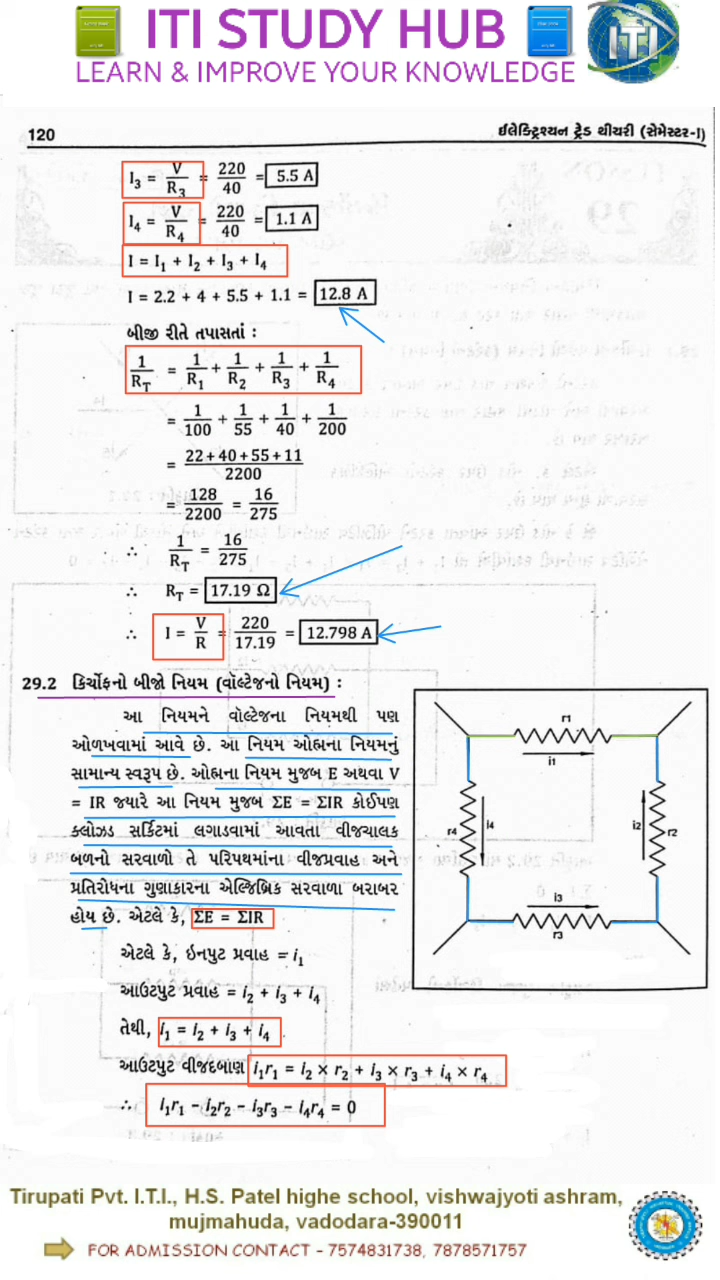 ITI STUDY HUB
LEARN & IMPROVE YOUR KNOWLEDGE
ITI
120
ઈલેક્ટ્રિશ્યન ટ્રેડ થીયરી (સેમેસ્ટર-I)
I₃ = V/R₃ = 220/40 = 5.5 A
I₄ = V/R₄ = 220/40 = 1.1 A
I = I₁ + I₂ + I₃ + I₄
I = 2.2 + 4 + 5.5 + 1.1 = 12.8 A
બીજી રીતે તપાસતાં :
1/R_T = 1/R₁ + 1/R₂ + 1/R₃ + 1/R₄
= 1/100 + 1/55 + 1/40 + 1/200
= 22+40+55+11/2200
= 128/2200 = 16/275
∴ 1/R_T = 16/275
∴ R_T = 17.19 Ω
∴ I = V/R = 220/17.19 = 12.798 A
29.2 કિર્ચોફનો બીજો નિયમ (વૉલ્ટેજનો નિયમ) :
આ નિયમને વૉલ્ટેજના નિયમથી પણ
ઓળખવામાં આવે છે. આ નિયમ ઓહ્મના નિયમનું
સામાન્ય સ્વરૂપ છે. ઓહ્મના નિયમ મુજબ E અથવા V
= IR જયારે આ નિયમ મુજબ ΣE = ΣIR કોઈપણ
ક્લોઝડ સર્કિટમાં લગાડવામાં આવતા વીજચાલક
બળનો સરવાળો તે પરિપથમાંના વીજપ્રવાહ અને
પ્રતિરોધના ગુણાકારના એલ્જિબ્રિક સરવાળા બરાબર
હોય છે. એટલે કે, ΣE = ΣIR
r1
i1
r4
i4
i2
r2
i3
r3
એટલે કે, ઇનપુટ પ્રવાહ = i₁
આઉટપુટ પ્રવાહ = i₂ + i₃ + i₄
તેથી, i₁ = i₂ + i₃ + i₄
આઉટપુટ વીજદબાણ i₁r₁ = i₂ × r₂ + i₃ × r₃ + i₄ × r₄
∴ i₁r₁ – i₂r₂ – i₃r₃ – i₄r₄ = 0
Tirupati Pvt. I.T.I., H.S. Patel highe school, vishwajyoti ashram,
mujmahuda, vadodara-390011
FOR ADMISSION CONTACT - 7574831738, 7878571757